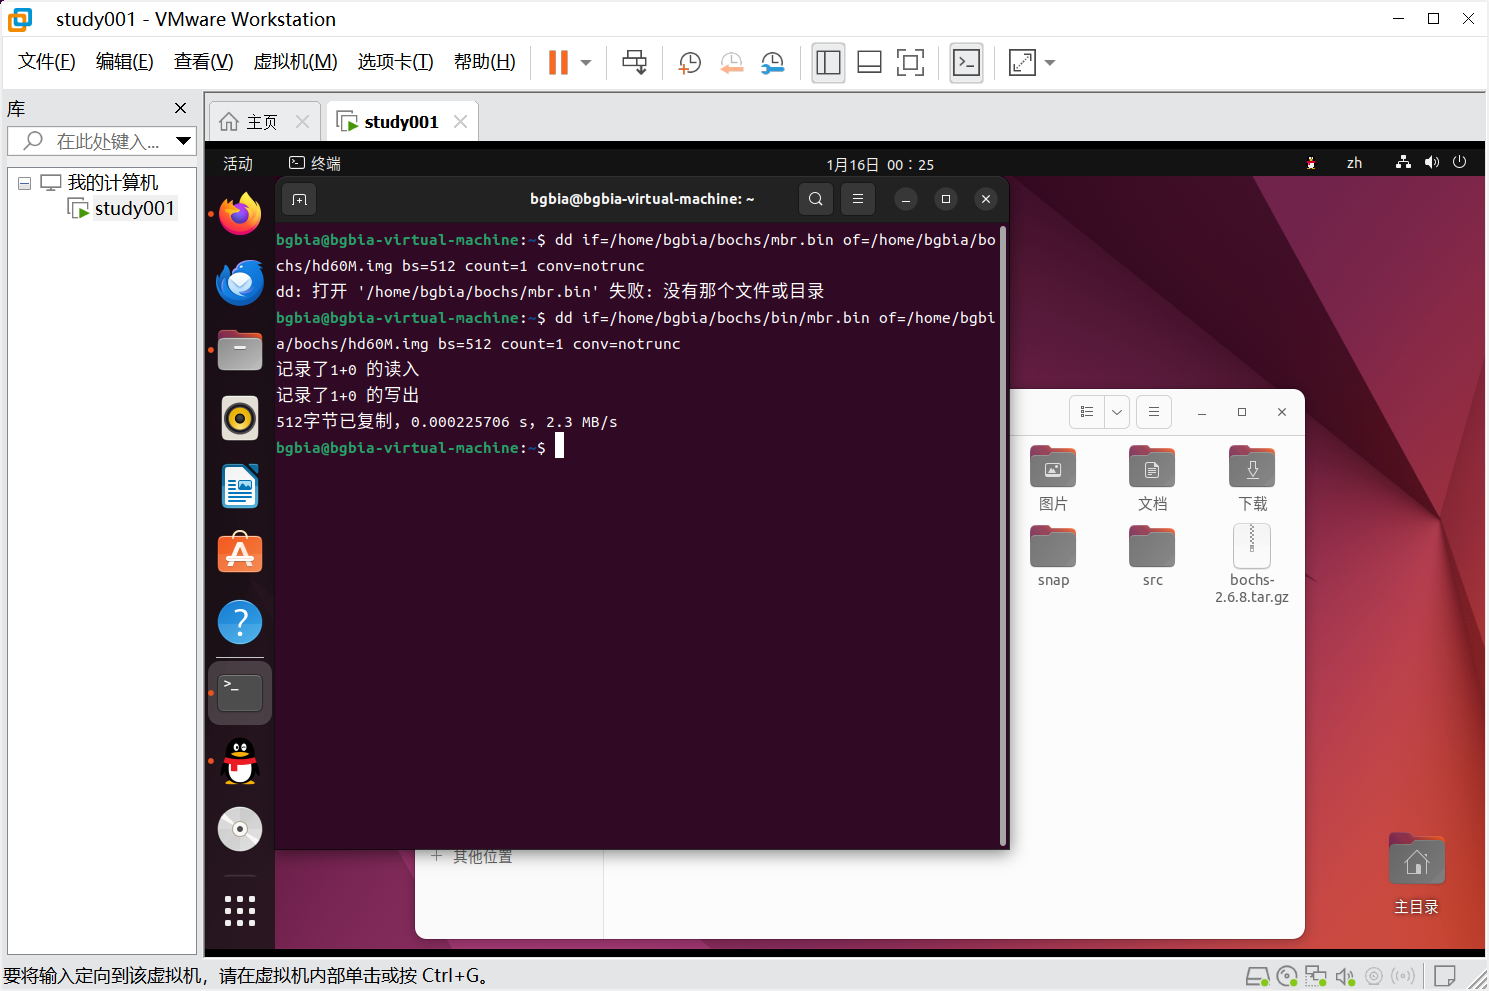 study001 - VMware Workstation
文件(F) 编辑(E) 查看(V) 虚拟机(M) 选项卡(T) 帮助(H)
库
在此处键入...
我的计算机
study001
主页
study001
活动 终端 1月16日 00：25 zh
bgbia@bgbia-virtual-machine: ~
bgbia@bgbia-virtual-machine:~$ dd if=/home/bgbia/bochs/mbr.bin of=/home/bgbia/bo
chs/hd60M.img bs=512 count=1 conv=notrunc
dd: 打开 '/home/bgbia/bochs/mbr.bin' 失败: 没有那个文件或目录
bgbia@bgbia-virtual-machine:~$ dd if=/home/bgbia/bochs/bin/mbr.bin of=/home/bgbi
a/bochs/hd60M.img bs=512 count=1 conv=notrunc
记录了1+0 的读入
记录了1+0 的写出
512字节已复制，0.000225706 s，2.3 MB/s
bgbia@bgbia-virtual-machine:~$
图片 文档 下载
snap src bochs-
2.6.8.tar.gz
其他位置
主目录
要将输入定向到该虚拟机，请在虚拟机内部单击或按 Ctrl+G。